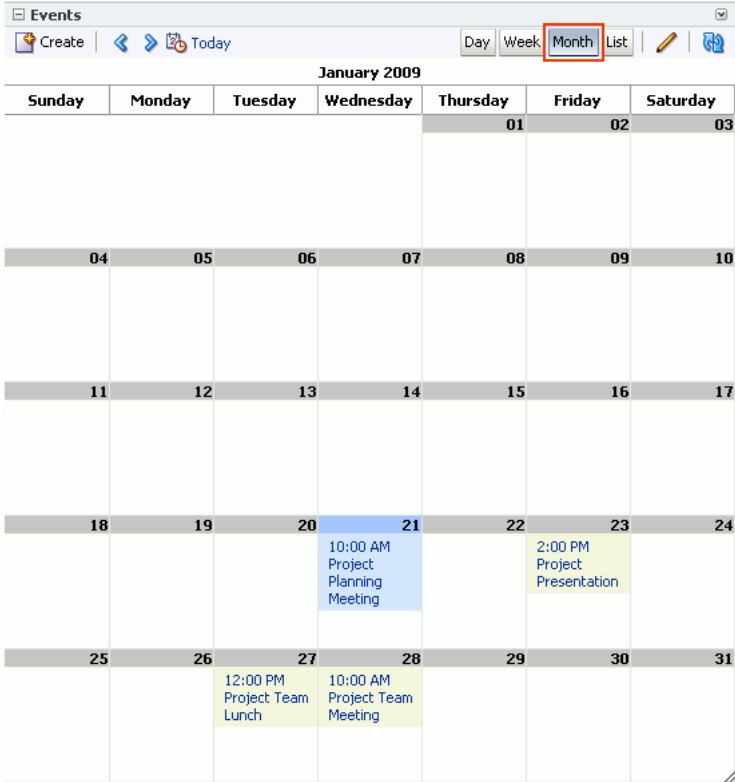 Events
Create Today Day Week Month List
January 2009
Sunday Monday Tuesday Wednesday Thursday Friday Saturday
01 02 03
04 05 06 07 08 09 10
11 12 13 14 15 16 17
18 19 20 21 22 23 24
10:00 AM
Project
Planning
Meeting
2:00 PM
Project
Presentation
25 26 27 28 29 30 31
12:00 PM
Project Team
Lunch
10:00 AM
Project Team
Meeting